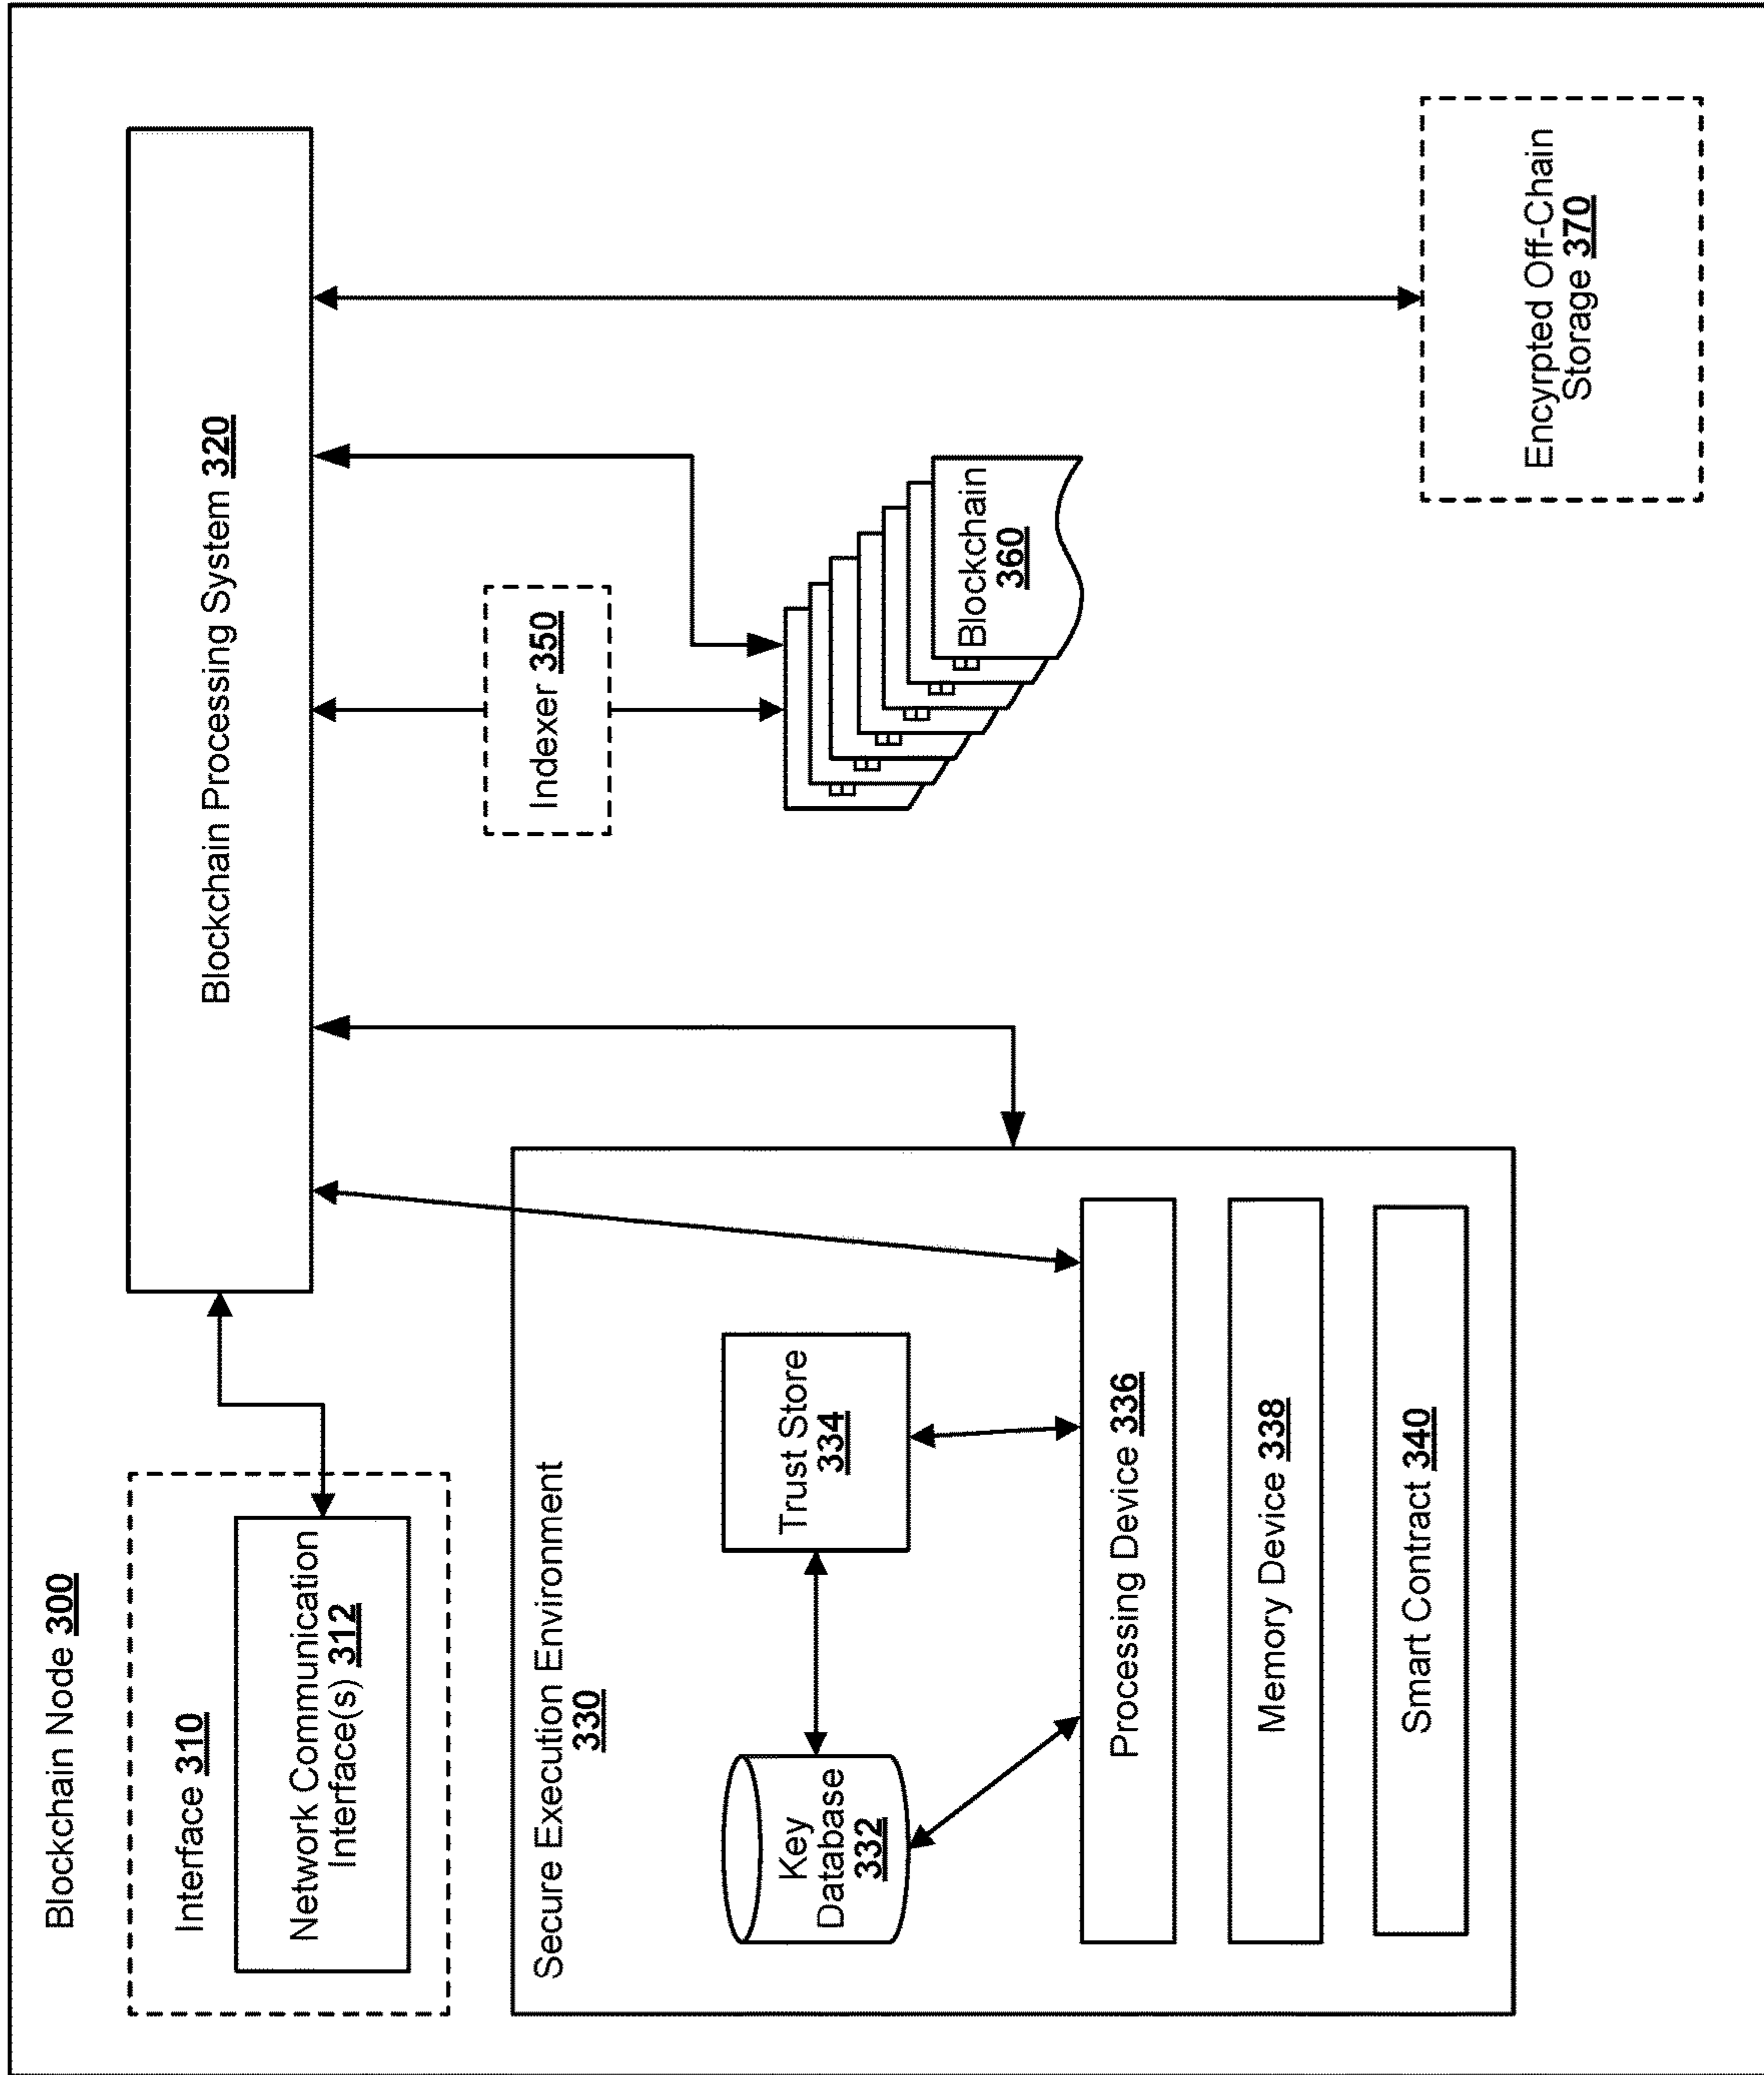 Blockchain Node 300
Interface 310
Network Communication
Interface(s) 312
Blockchain Processing System 320
Secure Execution Environment
330
Key
Database
332
Trust Store
334
Processing Device 336
Memory Device 338
Smart Contract 340
Indexer 350
Blockchain
360
Encyrpted Off-Chain
Storage 370